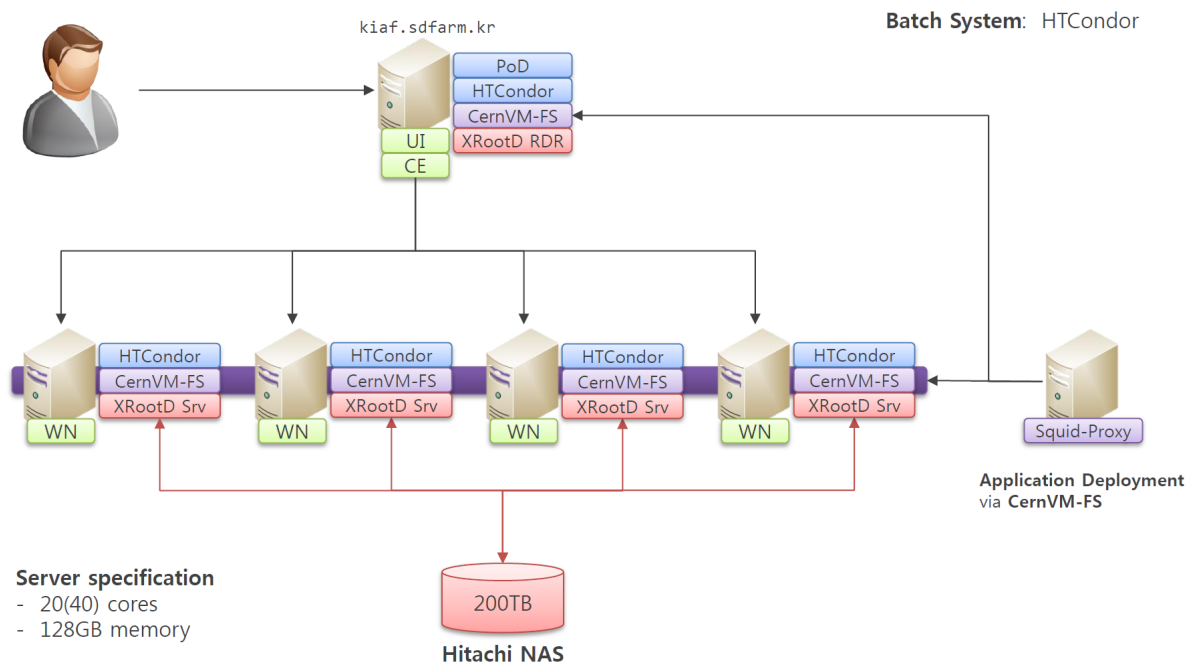 Batch System: HTCondor
kiaf.sdfarm.kr
PoD
HTCondor
CernVM-FS
XRootD RDR
UI
CE
HTCondor
CernVM-FS
XRootD Srv
WN
HTCondor
CernVM-FS
XRootD Srv
WN
HTCondor
CernVM-FS
XRootD Srv
WN
HTCondor
CernVM-FS
XRootD Srv
WN
Squid-Proxy
Application Deployment
via CernVM-FS
Server specification
- 20(40) cores
- 128GB memory
200TB
Hitachi NAS